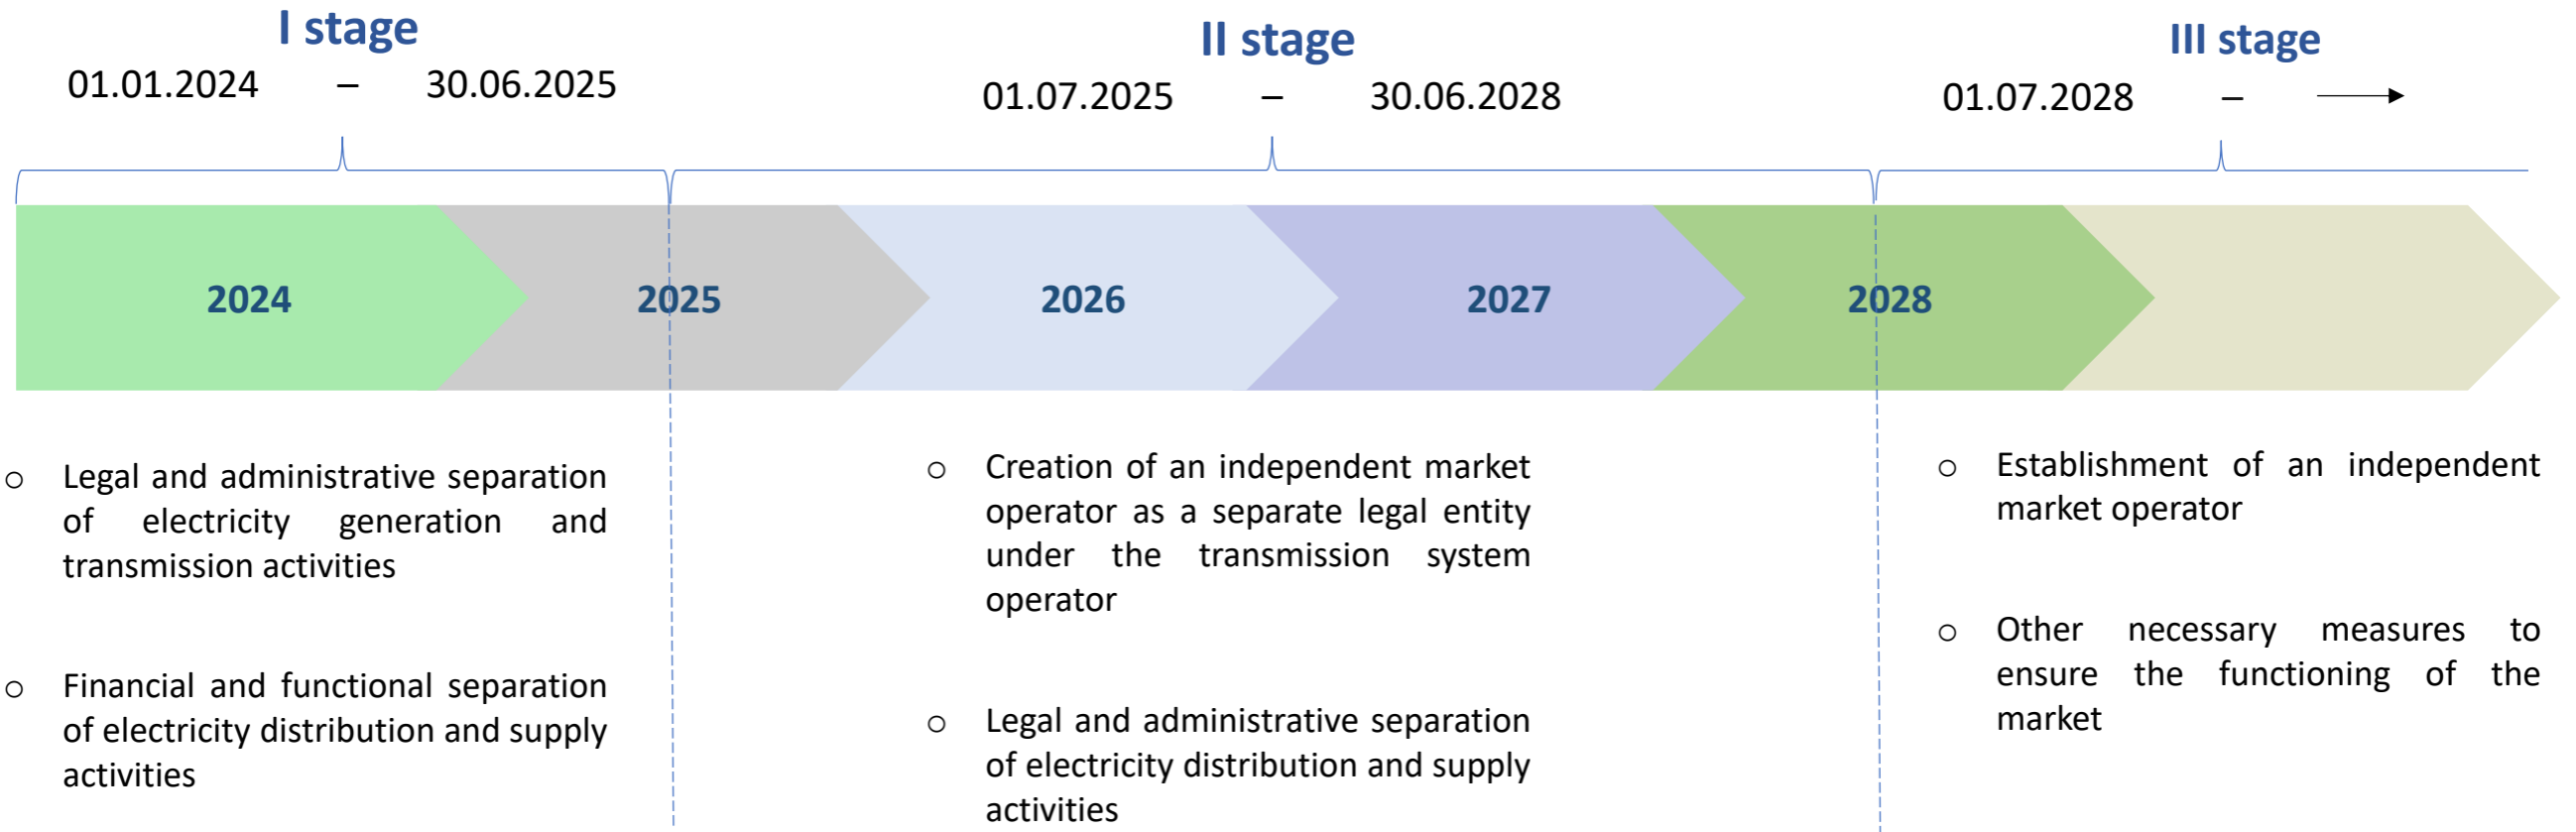 I stage
01.01.2024 – 30.06.2025
II stage
01.07.2025 – 30.06.2028
III stage
01.07.2028 –
2024
2025
2026
2027
2028
o Legal and administrative separation
of electricity generation and
transmission activities
o Financial and functional separation
of electricity distribution and supply
activities
o Creation of an independent market
operator as a separate legal entity
under the transmission system
operator
o Legal and administrative separation
of electricity distribution and supply
activities
o Establishment of an independent
market operator
o Other necessary measures to
ensure the functioning of the
market